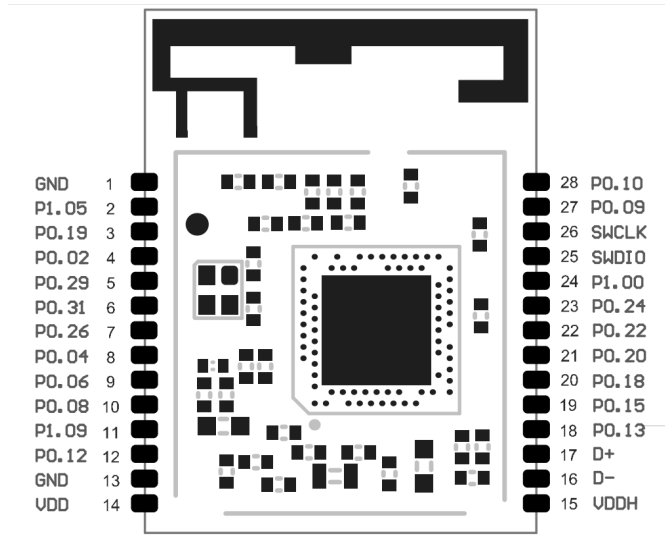 GND 1 28 P0.10
P1.05 2 27 P0.09
P0.19 3 26 SWCLK
P0.02 4 25 SWDIO
P0.29 5 24 P1.00
P0.31 6 23 P0.24
P0.26 7 22 P0.22
P0.04 8 21 P0.20
P0.06 9 20 P0.18
P0.08 10 19 P0.15
P1.09 11 18 P0.13
P0.12 12 17 D+
GND 13 16 D-
VDD 14 15 VDDH